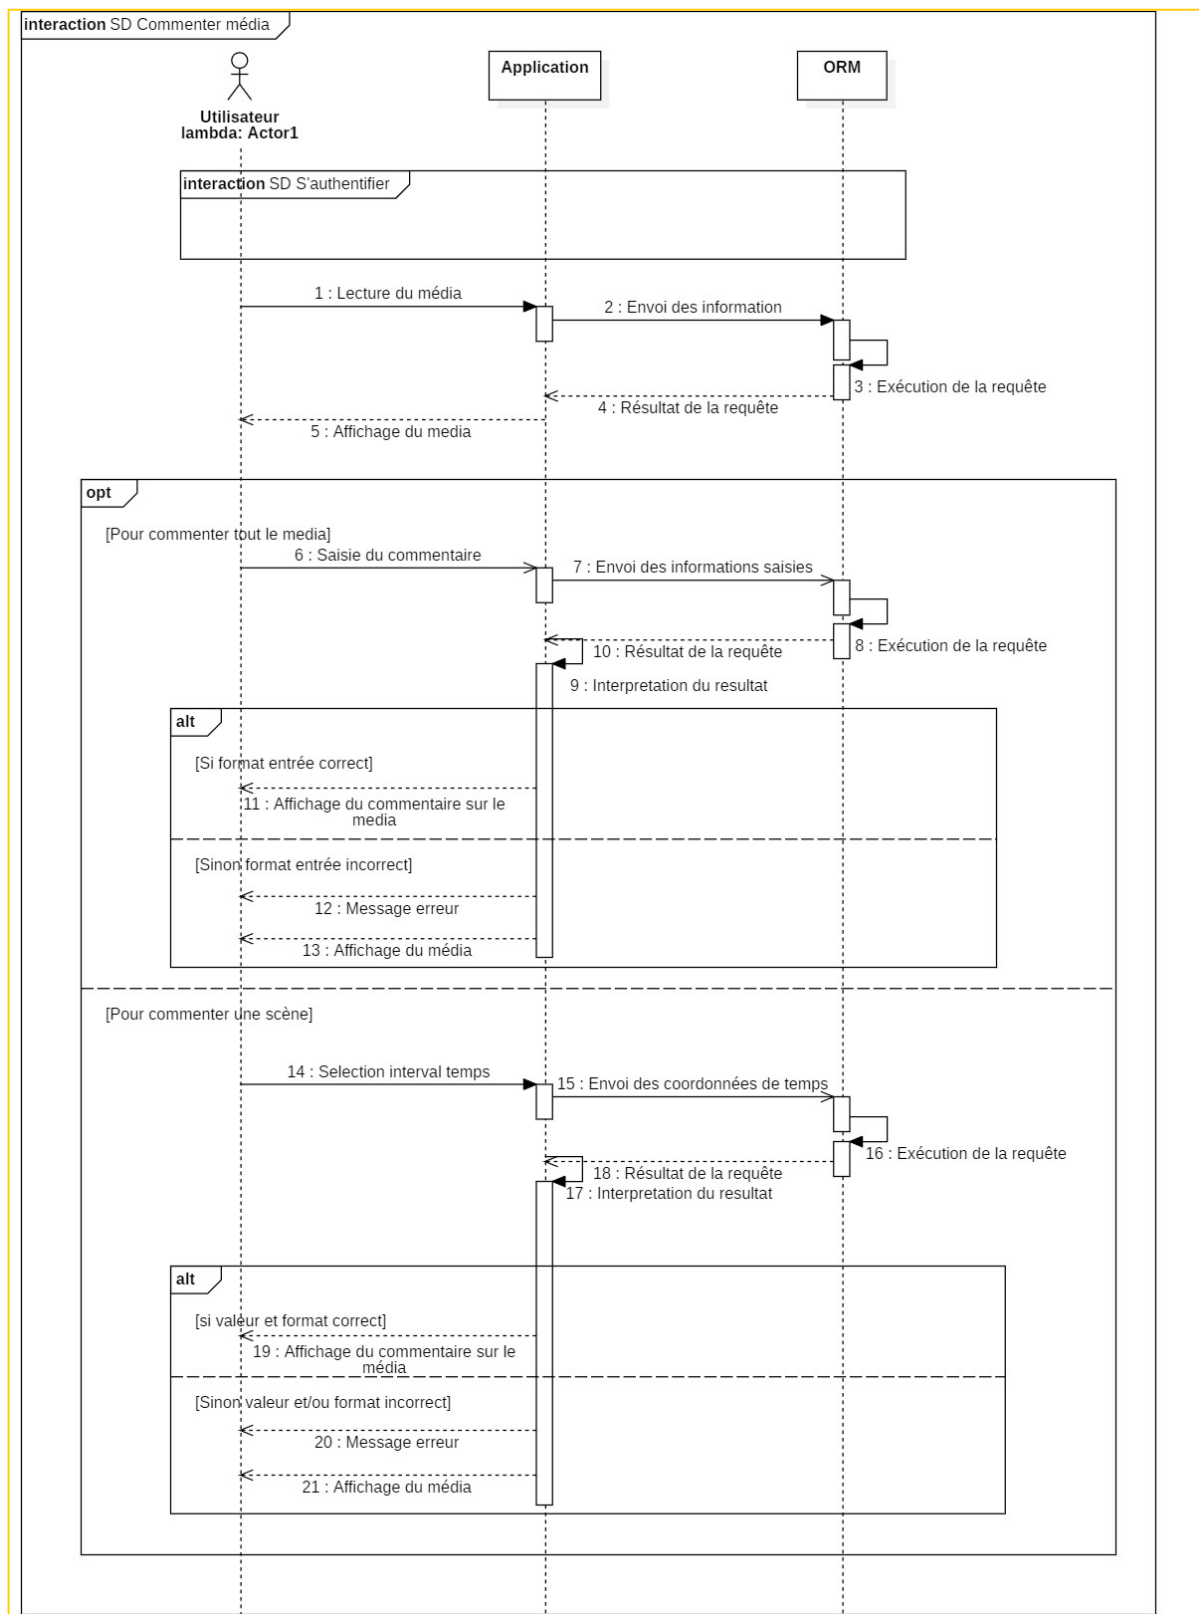 interaction SD Commenter média
Application
ORM
Utilisateur
lambda: Actor1
interaction SD S'authentifier
1 : Lecture du média
2 : Envoi des information
3 : Exécution de la requête
4 : Résultat de la requête
5 : Affichage du media
opt
[Pour commenter tout le media]
6 : Saisie du commentaire
7 : Envoi des informations saisies
8 : Exécution de la requête
10 : Résultat de la requête
9 : Interpretation du resultat
alt
[Si format entrée correct]
11 : Affichage du commentaire sur le
media
[Sinon format entrée incorrect]
12 : Message erreur
13 : Affichage du média
[Pour commenter une scène]
14 : Selection interval temps
15 : Envoi des coordonnées de temps
16 : Exécution de la requête
18 : Résultat de la requête
17 : Interpretation du resultat
alt
[si valeur et format correct]
19 : Affichage du commentaire sur le
média
[Sinon valeur et/ou format incorrect]
20 : Message erreur
21 : Affichage du média